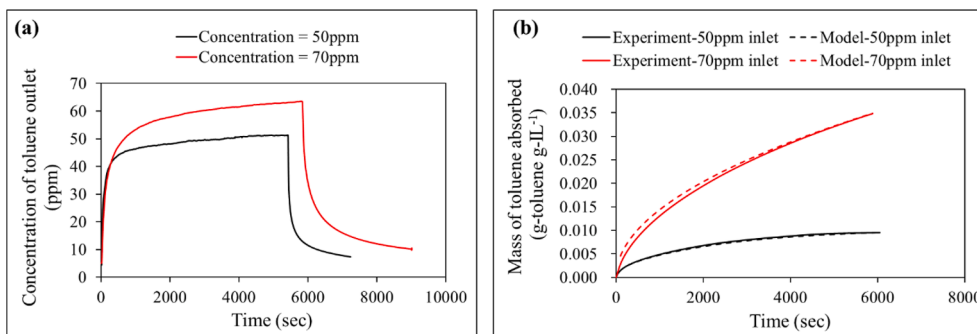 (a)
Concentration = 50ppm
Concentration = 70ppm
Concentration of toluene outlet
(ppm)
70
60
50
40
30
20
10
0
0 2000 4000 6000 8000 10000
Time (sec)
(b)
Experiment-50ppm inlet Model-50ppm inlet
Experiment-70ppm inlet Model-70ppm inlet
Mass of toluene absorbed
(g-toluene g-IL⁻¹)
0.040
0.035
0.030
0.025
0.020
0.015
0.010
0.005
0.000
0 2000 4000 6000 8000
Time (sec)